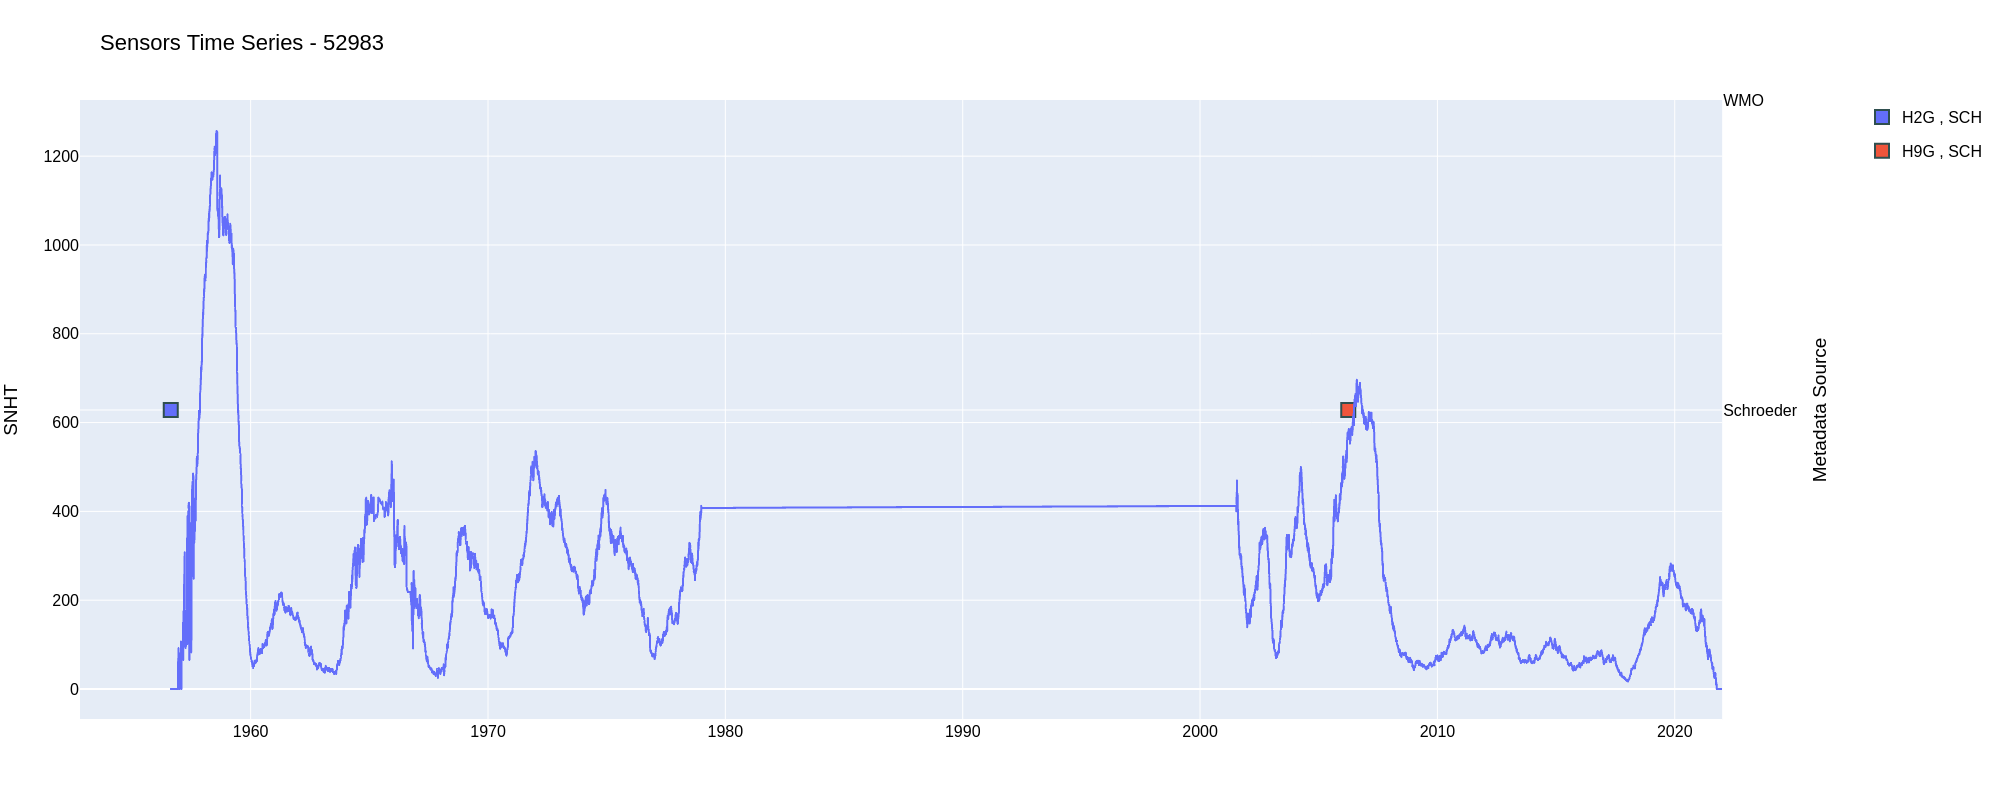 Sensors Time Series - 52983
WMO
H2G , SCH
H9G , SCH
1200
1000
800
600
400
200
0
SNHT
Schroeder
Metadata Source
1960
1970
1980
1990
2000
2010
2020